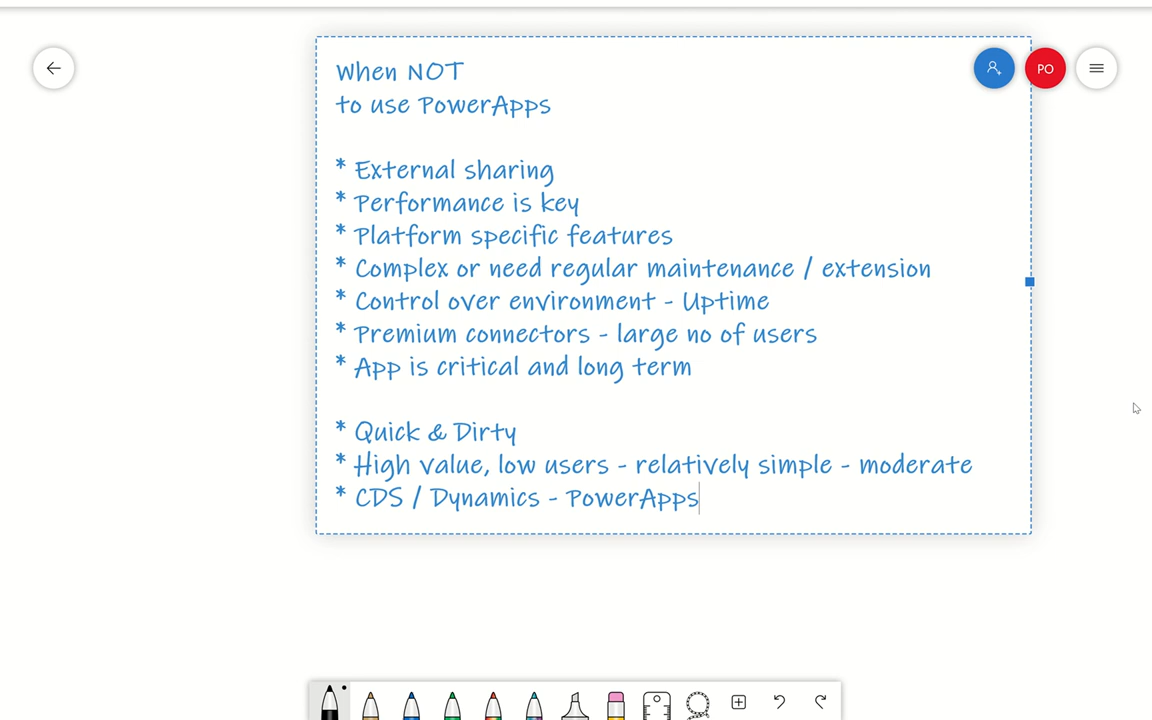 When NOT
to use PowerApps
* External sharing
* Performance is key
* Platform specific features
* Complex or need regular maintenance / extension
* Control over environment - Uptime
* Premium connectors - large no of users
* App is critical and long term
* Quick & Dirty
* High value, low users - relatively simple - moderate
* CDS / Dynamics - PowerApps
PO